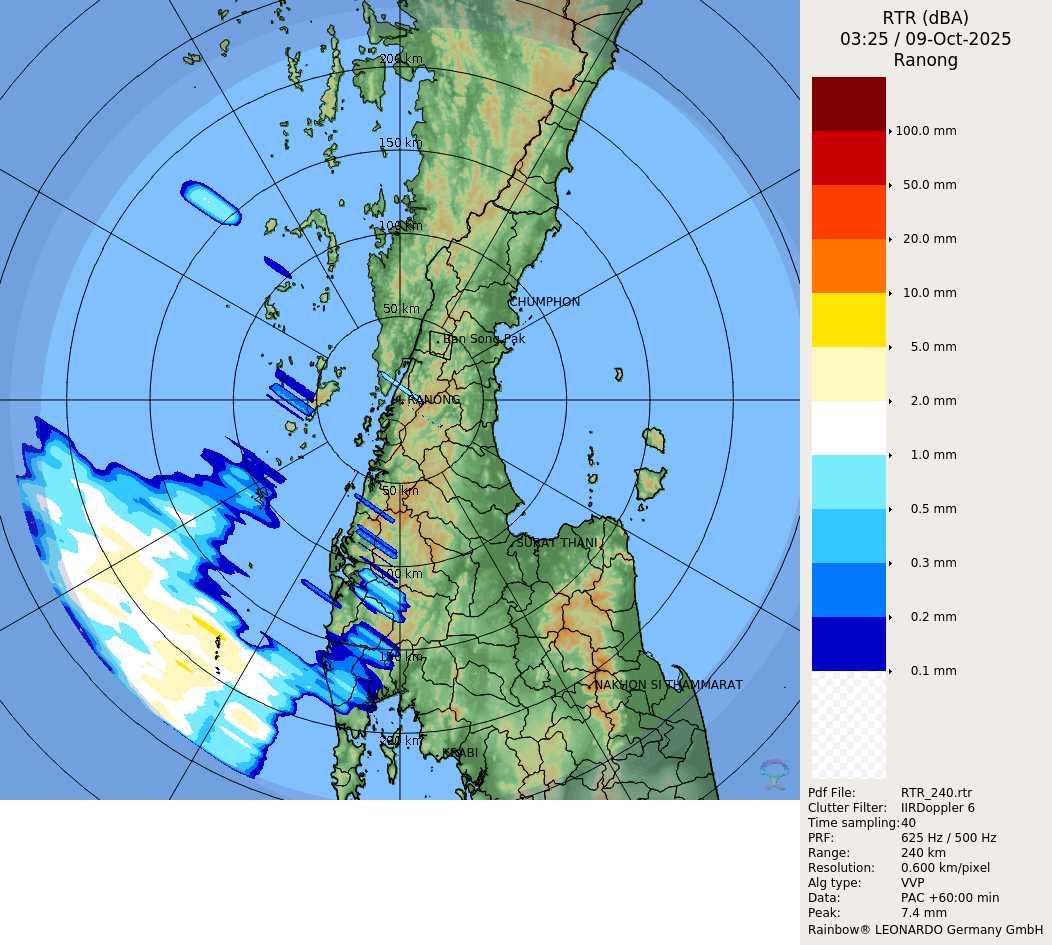 RTR (dBA)
03:25 / 09-Oct-2025
Ranong
200 km
150 km
100 km
50 km
CHUMPHON
Ban Song Pak
RANONG
50 km
SURAT THANI
100 km
150 km
NAKHON SI THAMMARAT
200 km
KRABI
100.0 mm
50.0 mm
20.0 mm
10.0 mm
5.0 mm
2.0 mm
1.0 mm
0.5 mm
0.3 mm
0.2 mm
0.1 mm
Pdf File: RTR_240.rtr
Clutter Filter: IIRDoppler 6
Time sampling:40
PRF: 625 Hz / 500 Hz
Range: 240 km
Resolution: 0.600 km/pixel
Alg type: VVP
Data: PAC +60:00 min
Peak: 7.4 mm
Rainbow® LEONARDO Germany GmbH